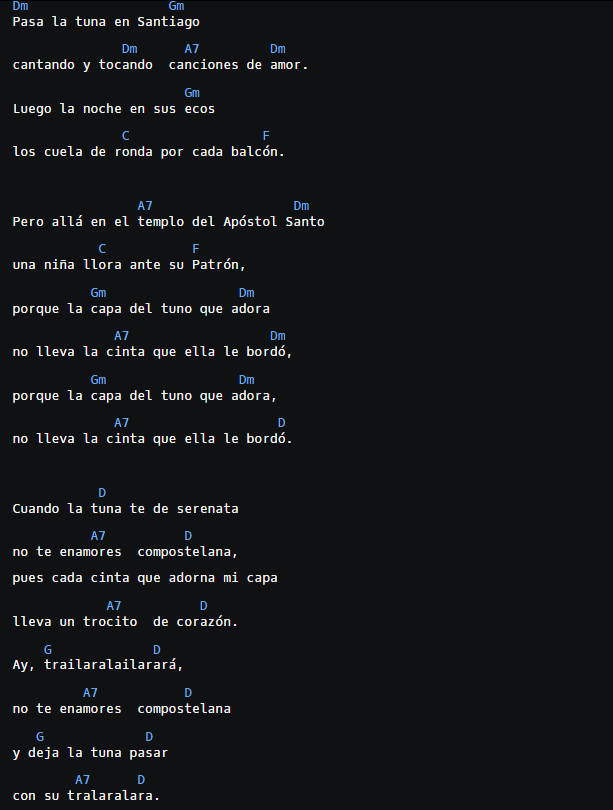 Dm                  Gm
Pasa la tuna en Santiago
              Dm      A7         Dm
cantando y tocando  canciones de amor.
                      Gm
Luego la noche en sus ecos
              C                 F
los cuela de ronda por cada balcón.
                A7                  Dm
Pero allá en el templo del Apóstol Santo
           C           F
una niña llora ante su Patrón,
          Gm                 Dm
porque la capa del tuno que adora
             A7                  Dm
no lleva la cinta que ella le bordó,
          Gm                 Dm
porque la capa del tuno que adora,
             A7                   D
no lleva la cinta que ella le bordó.
           D
Cuando la tuna te de serenata
          A7          D
no te enamores  compostelana,
pues cada cinta que adorna mi capa
            A7          D
lleva un trocito  de corazón.
    G             D
Ay, trailaralailarará,
         A7           D
no te enamores  compostelana
   G             D
y deja la tuna pasar
        A7      D
con su tralaralara.